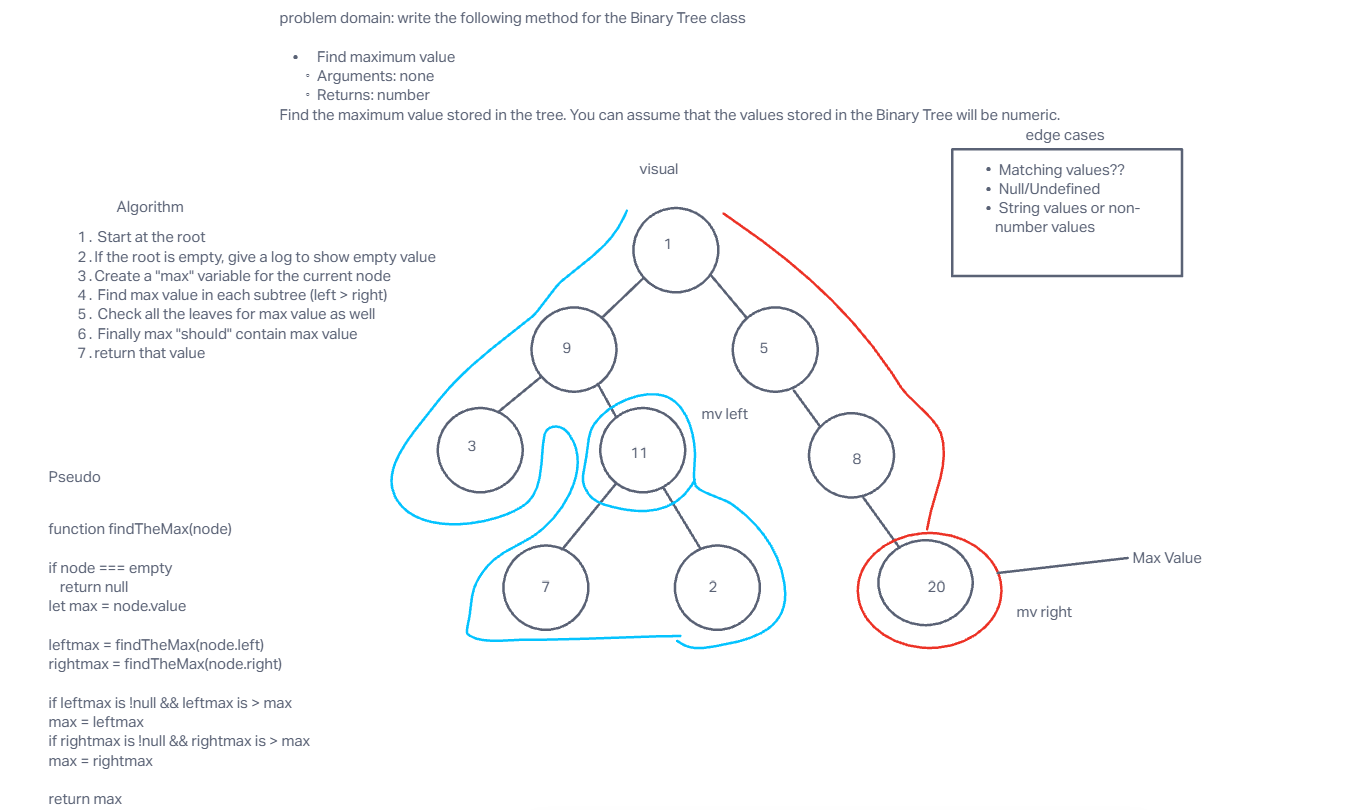 problem domain: write the following method for the Binary Tree class
• Find maximum value
◦ Arguments: none
◦ Returns: number
Find the maximum value stored in the tree. You can assume that the values stored in the Binary Tree will be numeric.
edge cases
• Matching values??
• Null/Undefined
• String values or non-
number values
visual
Algorithm
1. Start at the root
2. If the root is empty, give a log to show empty value
3. Create a "max" variable for the current node
4. Find max value in each subtree (left > right)
5. Check all the leaves for max value as well
6. Finally max "should" contain max value
7. return that value
1
9
5
3
11
mv left
8
7
2
20
Max Value
mv right
Pseudo
function findTheMax(node)
if node === empty
return null
let max = node.value
leftmax = findTheMax(node.left)
rightmax = findTheMax(node.right)
if leftmax is !null && leftmax is > max
max = leftmax
if rightmax is !null && rightmax is > max
max = rightmax
return max